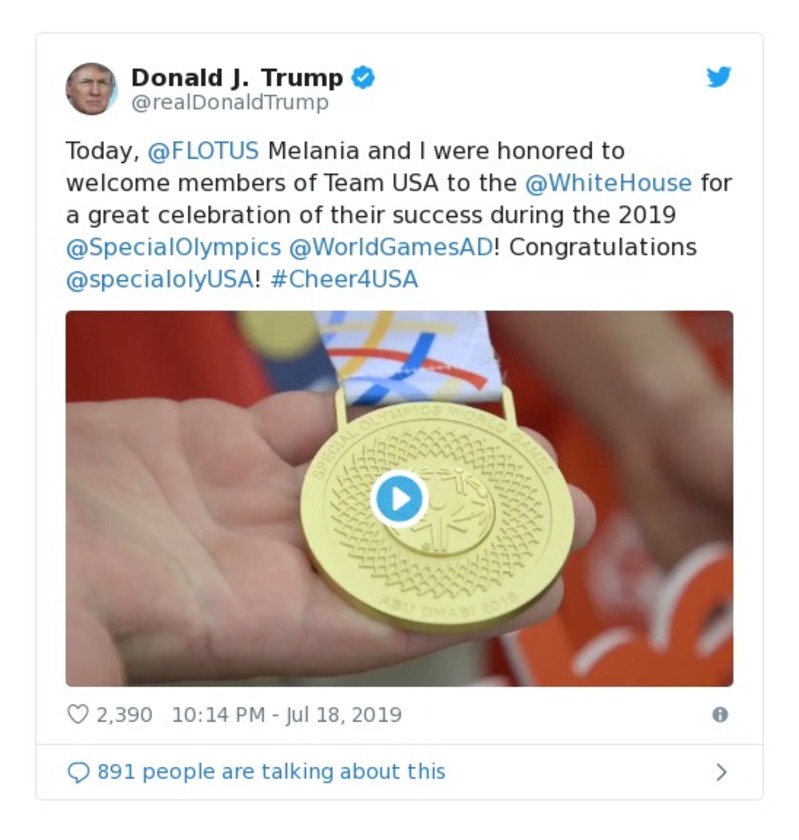 Donald J. Trump
@realDonaldTrump
Today, @FLOTUS Melania and I were honored to
welcome members of Team USA to the @WhiteHouse for
a great celebration of their success during the 2019
@SpecialOlympics @WorldGamesAD! Congratulations
@specialolyUSA! #Cheer4USA
SPECIAL OLYMPICS WORLD GAMES
ABU DHABI 2019
2,390 10:14 PM - Jul 18, 2019
891 people are talking about this